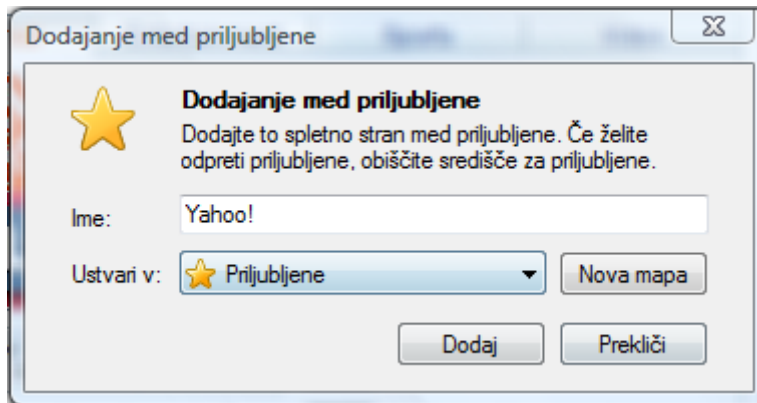 Dodajanje med priljubljene
Dodajanje med priljubljene
Dodajte to spletno stran med priljubljene. Če želite
odpreti priljubljene, obiščite središče za priljubljene.
Ime: Yahoo!
Ustvari v: Priljubljene Nova mapa
Dodaj Prekliči